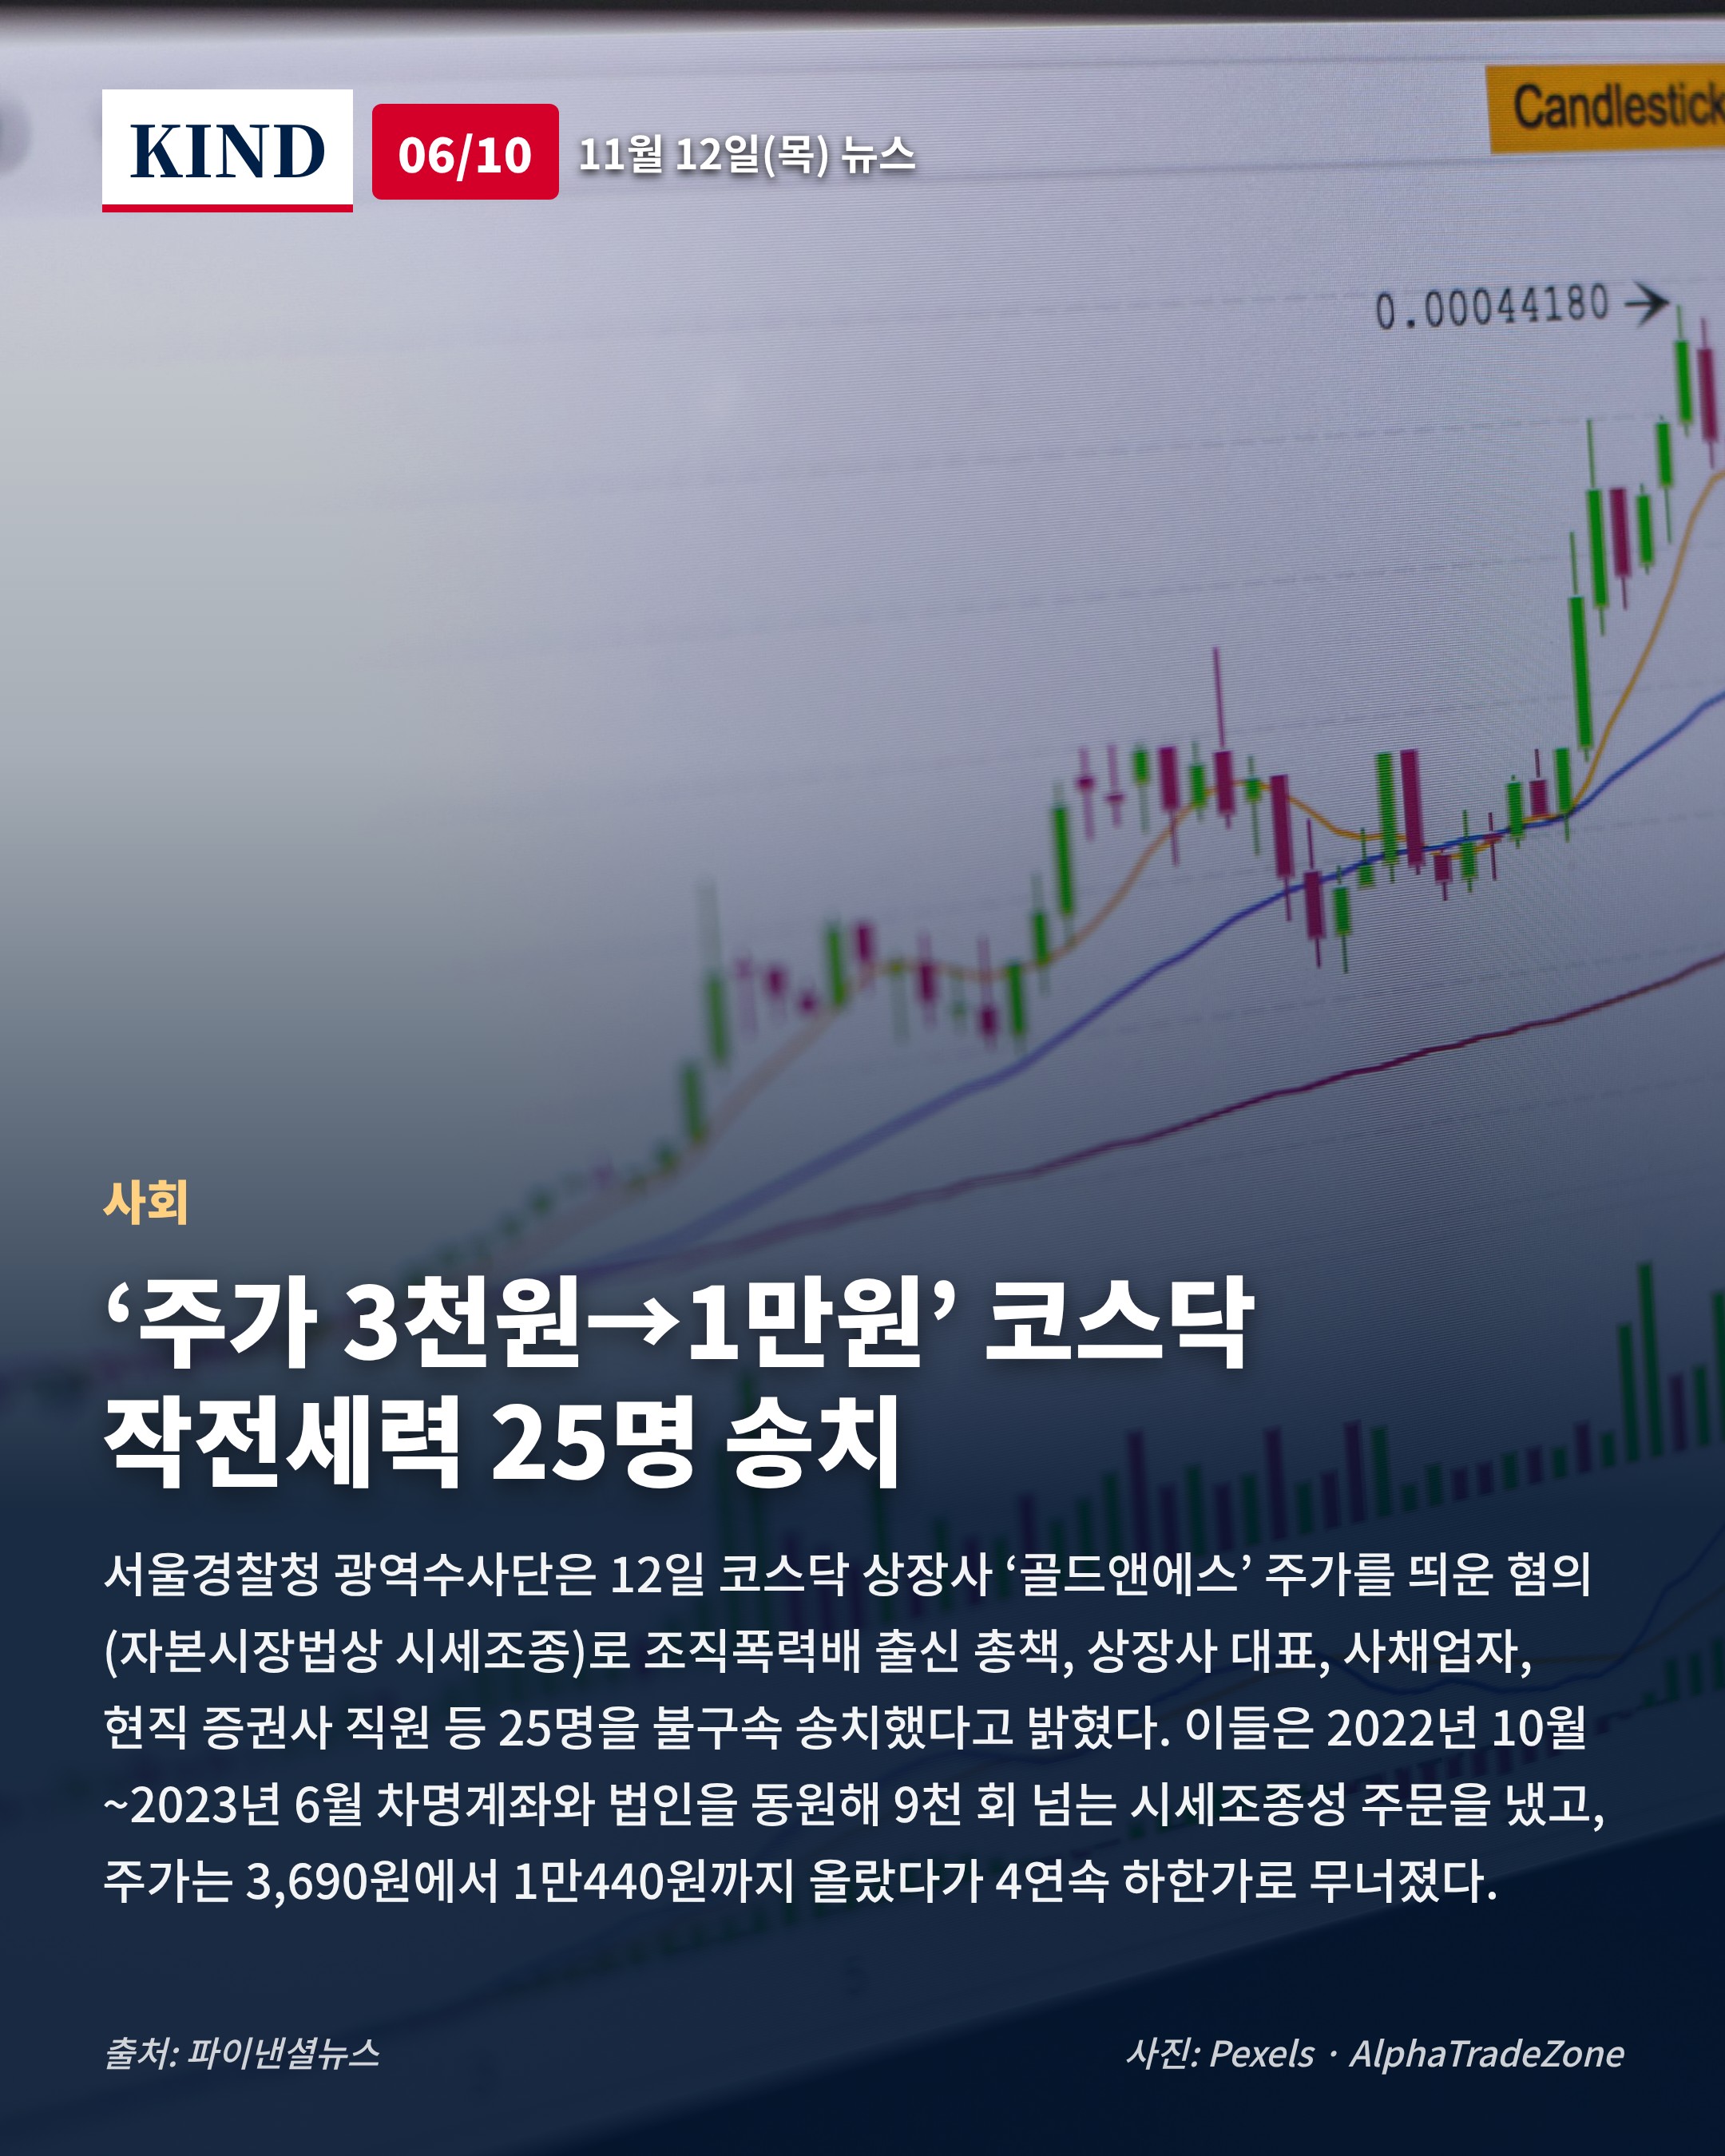 KIND
06/10
11월 12일(목) 뉴스
Candlestick
0.00044180 →
사회
‘주가 3천원→1만원’ 코스닥
작전세력 25명 송치
서울경찰청 광역수사단은 12일 코스닥 상장사 ‘골드앤에스’ 주가를 띄운 혐의
(자본시장법상 시세조종)로 조직폭력배 출신 총책, 상장사 대표, 사채업자,
현직 증권사 직원 등 25명을 불구속 송치했다고 밝혔다. 이들은 2022년 10월
~2023년 6월 차명계좌와 법인을 동원해 9천 회 넘는 시세조종성 주문을 냈고,
주가는 3,690원에서 1만440원까지 올랐다가 4연속 하한가로 무너졌다.
출처: 파이낸셜뉴스
사진: Pexels · AlphaTradeZone